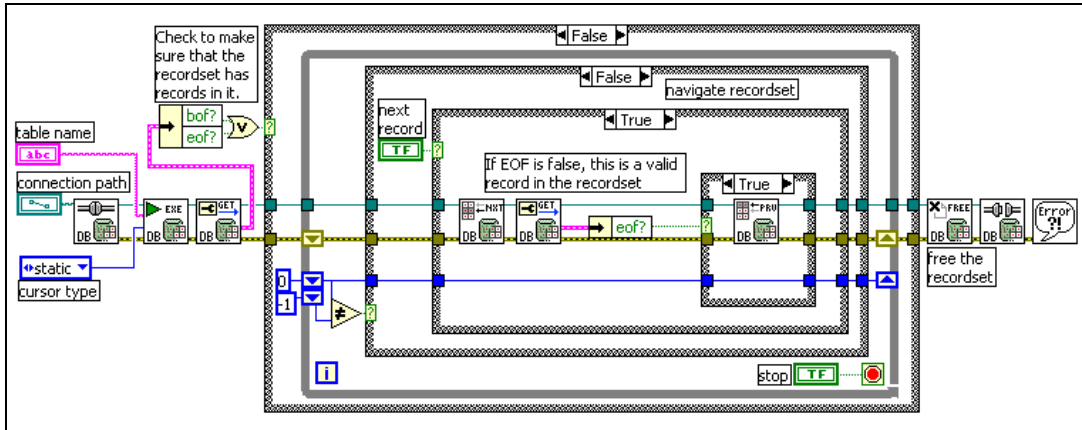 Check to make
sure that the
recordset has
records in it.
bof?
eof?
V
False
False
navigate recordset
next
record
TF
True
table name
abc
If EOF is false, this is a valid
record in the recordset
True
connection path
DB
EXE
DB
GET
DB
NXT
DB
GET
DB
eof?
PRV
DB
FREE
DB
DB
Error
?!
static
cursor type
free the
recordset
0
-1
≠
?
?
?
?
i
stop
TF